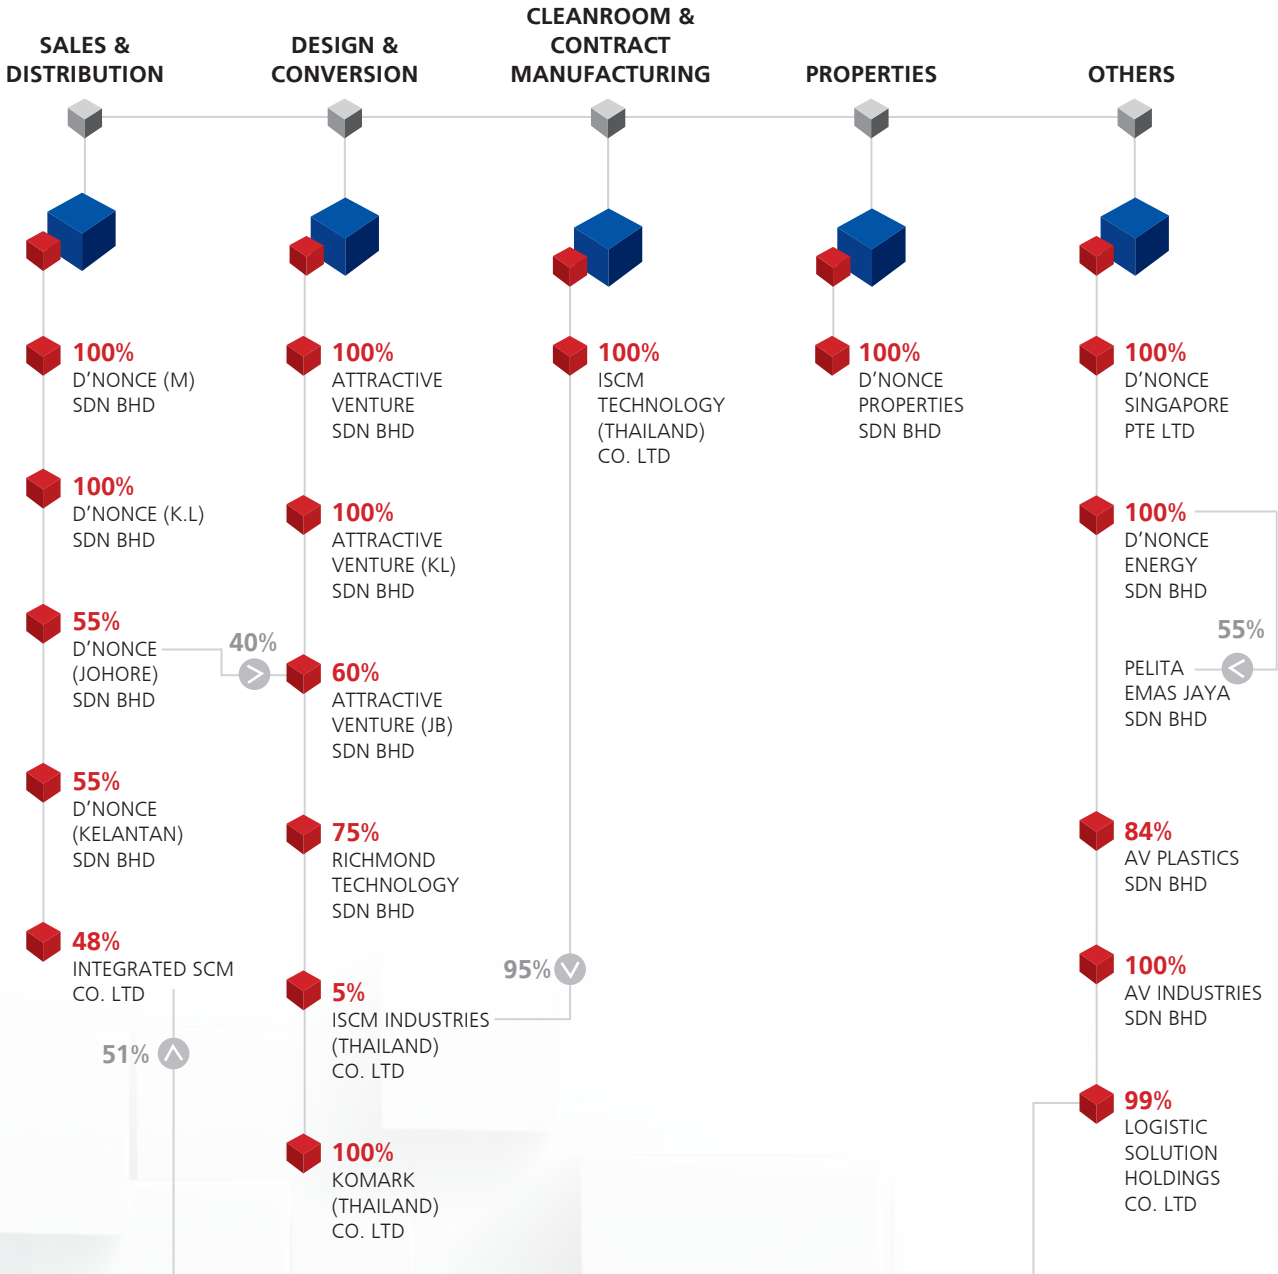 SALES &
DISTRIBUTION
DESIGN &
CONVERSION
CLEANROOM &
CONTRACT
MANUFACTURING
PROPERTIES
OTHERS
100%
D’NONCE (M)
SDN BHD
100%
D’NONCE (K.L)
SDN BHD
55%
D’NONCE
(JOHORE)
SDN BHD
40%
55%
D’NONCE
(KELANTAN)
SDN BHD
48%
INTEGRATED SCM
CO. LTD
51%
100%
ATTRACTIVE
VENTURE
SDN BHD
100%
ATTRACTIVE
VENTURE (KL)
SDN BHD
60%
ATTRACTIVE
VENTURE (JB)
SDN BHD
75%
RICHMOND
TECHNOLOGY
SDN BHD
5%
ISCM INDUSTRIES
(THAILAND)
CO. LTD
100%
KOMARK
(THAILAND)
CO. LTD
100%
ISCM
TECHNOLOGY
(THAILAND)
CO. LTD
95%
100%
D’NONCE
PROPERTIES
SDN BHD
100%
D’NONCE
SINGAPORE
PTE LTD
100%
D’NONCE
ENERGY
SDN BHD
55%
PELITA
EMAS JAYA
SDN BHD
84%
AV PLASTICS
SDN BHD
100%
AV INDUSTRIES
SDN BHD
99%
LOGISTIC
SOLUTION
HOLDINGS
CO. LTD